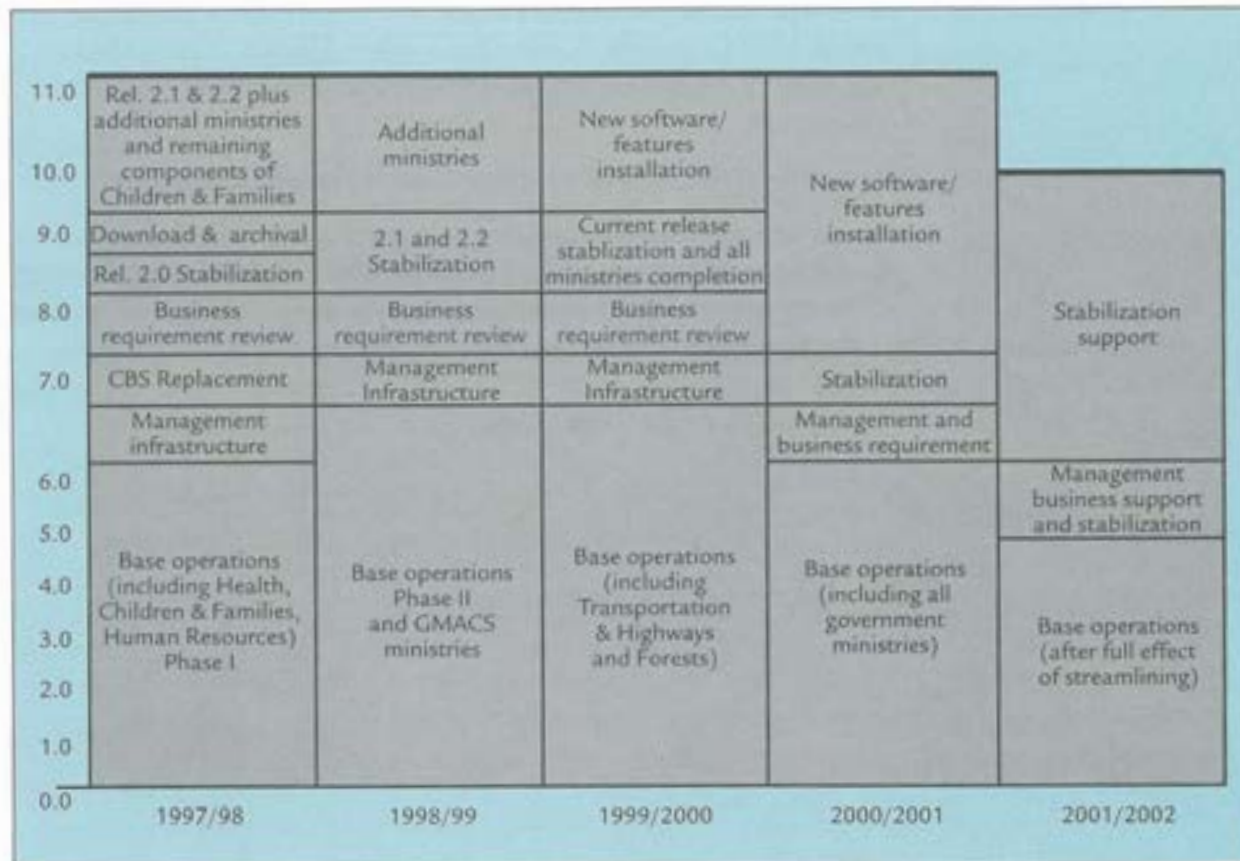 11.0
10.0
9.0
8.0
7.0
6.0
5.0
4.0
3.0
2.0
1.0
0.0
Rel. 2.1 & 2.2 plus
additional ministries
and remaining
components of
Children & Families
Download & archival
Rel. 2.0 Stabilization
Business
requirement review
CBS Replacement
Management
infrastructure
Base operations
(including Health,
Children & Families,
Human Resources)
Phase I
1997/98
Additional
ministries
2.1 and 2.2
Stabilization
Business
requirement review
Management
Infrastructure
Base operations
Phase II
and GMACS
ministries
1998/99
New software/
features
installation
Current release
stablization and all
ministries completion
Business
requirement review
Management
Infrastructure
Base operations
(including
Transportation
& Highways
and Forests)
1999/2000
New software/
features
installation
Stabilization
Management and
business requirement
Base operations
(including all
government
ministries)
2000/2001
Stabilization
support
Management
business support
and stabilization
Base operations
(after full effect
of streamlining)
2001/2002